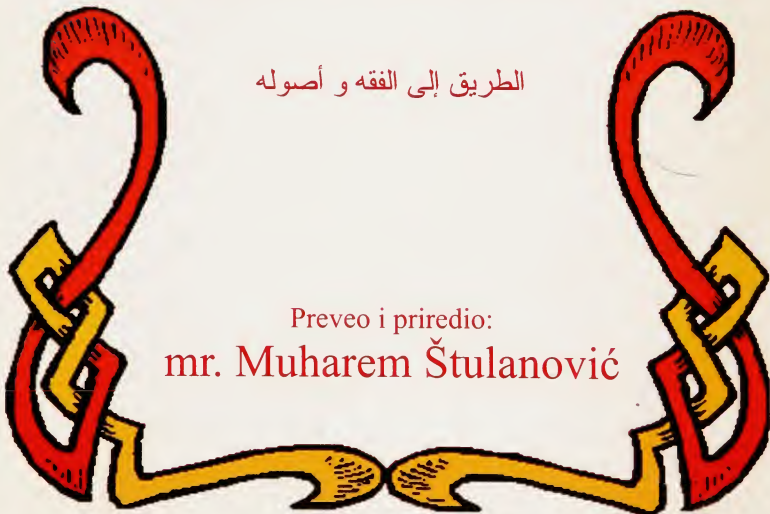 الطريق إلى الفقه و أصوله
Preveo i priredio:
mr. Muharem Štulanović